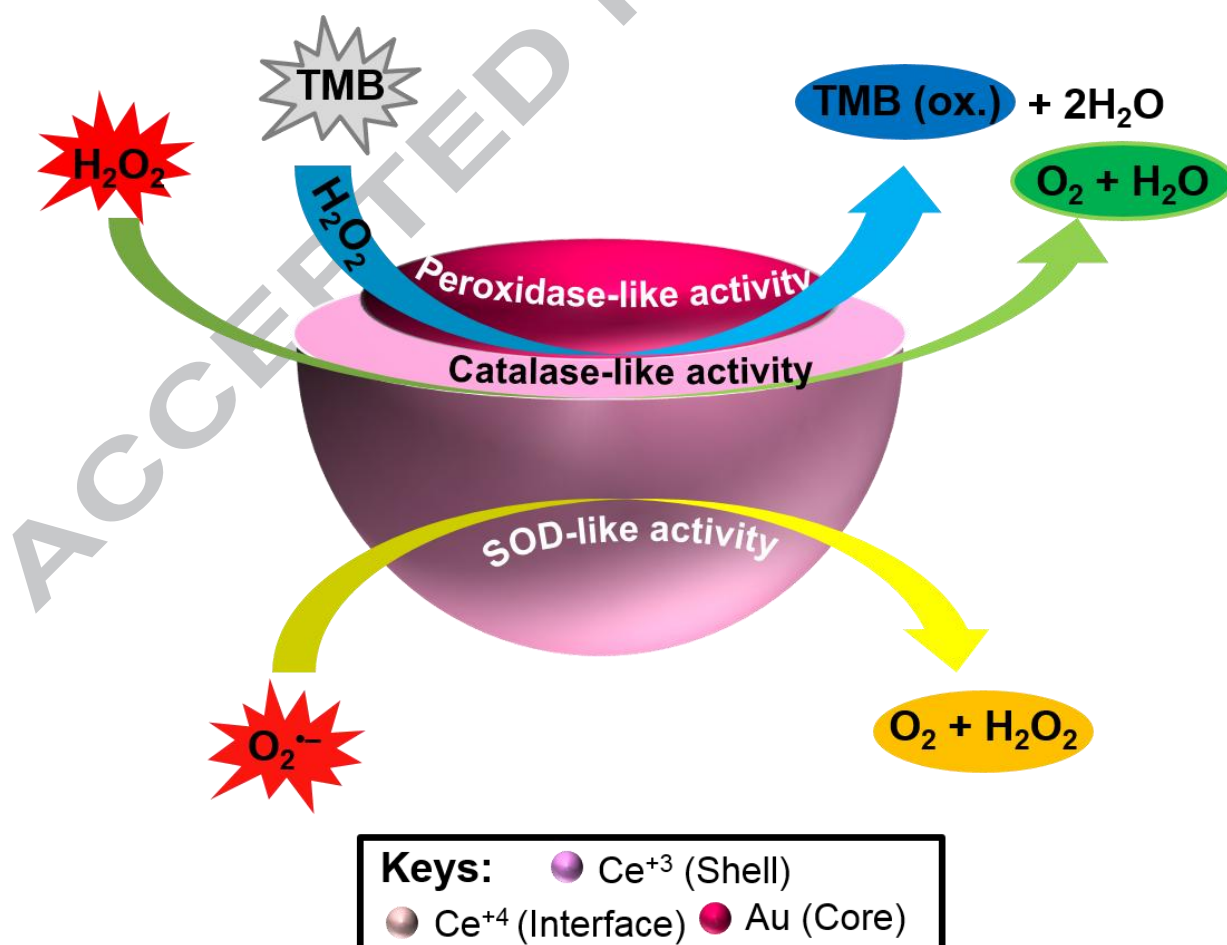 TMB
TMB (ox.) + 2H₂O
H₂O₂
O₂ + H₂O
H₂O₂
Peroxidase-like activity
Catalase-like activity
SOD-like activity
O₂•–
O₂ + H₂O₂
Keys: Ce⁺³ (Shell)
Ce⁺⁴ (Interface) Au (Core)
ACCEPTED